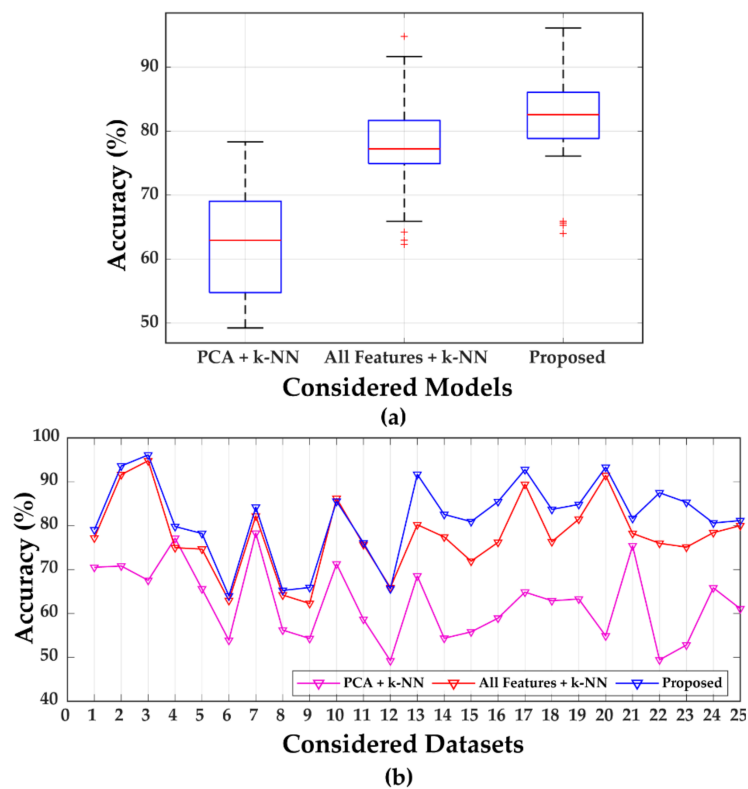 90
80
70
60
50
Accuracy (%)
PCA + k-NN All Features + k-NN Proposed
Considered Models
(a)
100
90
80
70
60
50
40
Accuracy (%)
PCA + k-NN All Features + k-NN Proposed
0 1 2 3 4 5 6 7 8 9 10 11 12 13 14 15 16 17 18 19 20 21 22 23 24 25
Considered Datasets
(b)